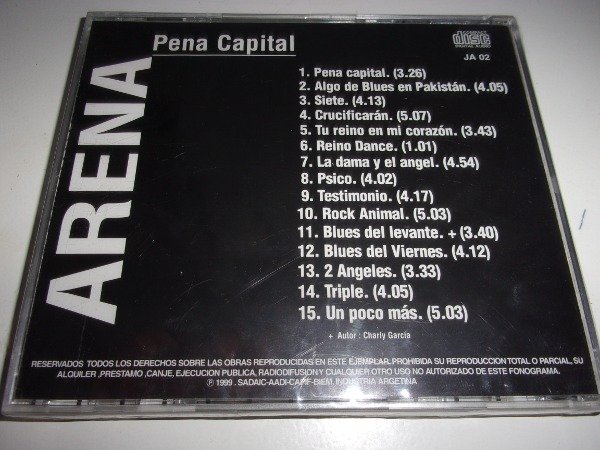 ARENA
Pena Capital
COMPACT
disc
DIGITAL AUDIO
JA 02
1. Pena capital. (3.26)
2. Algo de Blues en Pakistán. (4.05)
3. Siete. (4.13)
4. Crucificarán. (5.07)
5. Tu reino en mi corazón. (3.43)
6. Reino Dance. (1.01)
7. La dama y el angel. (4.54)
8. Psico. (4.02)
9. Testimonio. (4.17)
10. Rock Animal. (5.03)
11. Blues del levante. + (3.40)
12. Blues del Viernes. (4.12)
13. 2 Angeles. (3.33)
14. Triple. (4.05)
15. Un poco más. (5.03)
+ Autor : Charly García
RESERVADOS TODOS LOS DERECHOS SOBRE LAS OBRAS REPRODUCIDAS EN ESTE EJEMPLAR. PROHIBIDA SU REPRODUCCION TOTAL O PARCIAL, SU
ALQUILER ,PRESTAMO ,CANJE, EJECUCION PUBLICA, RADIODIFUSION Y CUALQUIER OTRO USO NO AUTORIZADO DE ESTE FONOGRAMA.
℗ 1999 . SADAIC-AADI-CAPIF-BIEM. INDUSTRIA ARGETINA